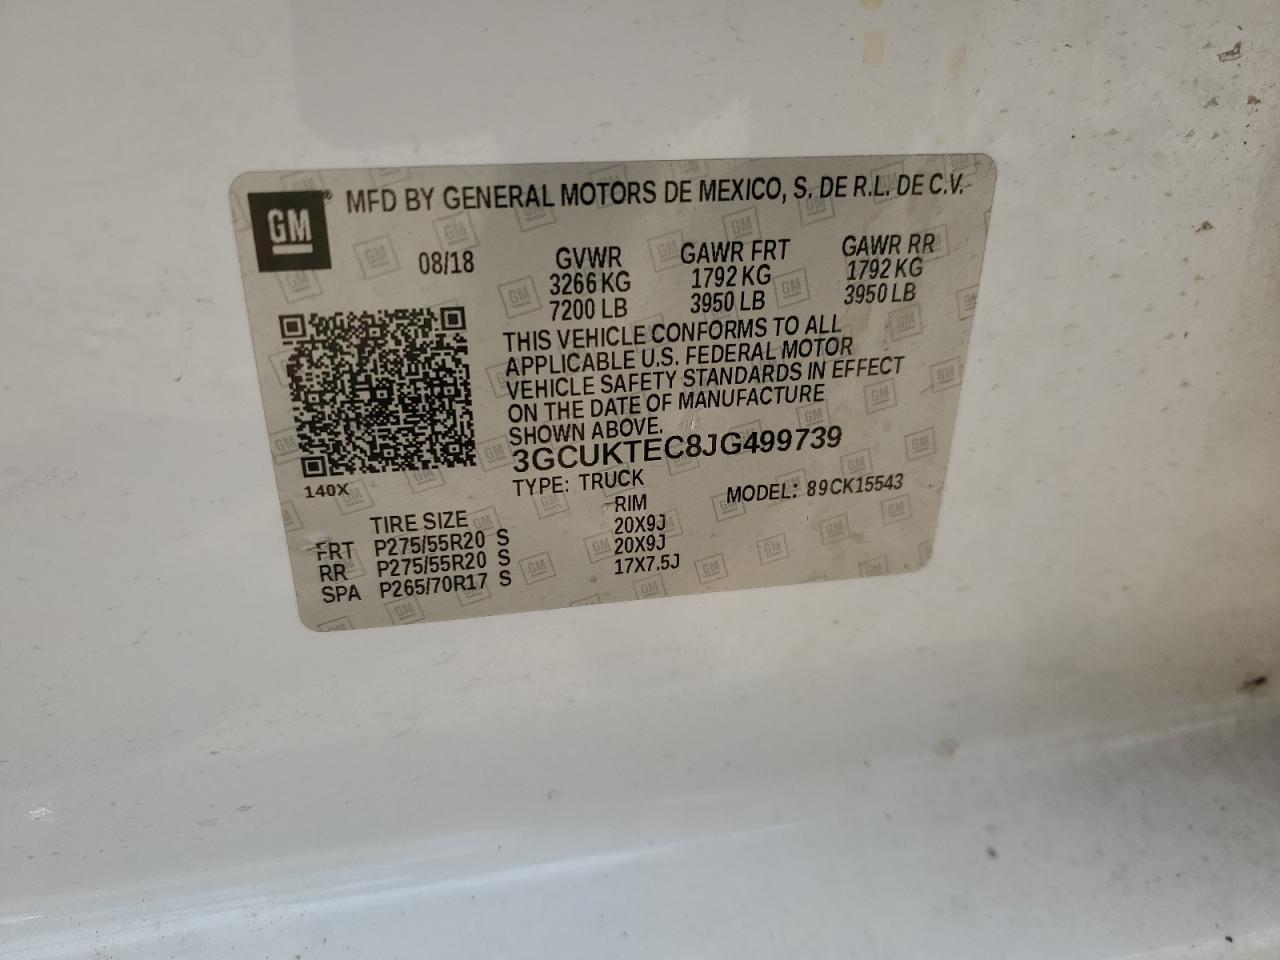 GM® MFD BY GENERAL MOTORS DE MEXICO, S. DE R.L. DE C.V.
08/18 GVWR GAWR FRT GAWR RR
3266 KG 1792 KG 1792 KG
7200 LB 3950 LB 3950 LB
THIS VEHICLE CONFORMS TO ALL
APPLICABLE U.S. FEDERAL MOTOR
VEHICLE SAFETY STANDARDS IN EFFECT
ON THE DATE OF MANUFACTURE
SHOWN ABOVE.
3GCUKTEC8JG499739
140X
TYPE: TRUCK MODEL: 89CK15543
TIRE SIZE RIM
FRT P275/55R20 S 20X9J
RR P275/55R20 S 20X9J
SPA P265/70R17 S 17X7.5J